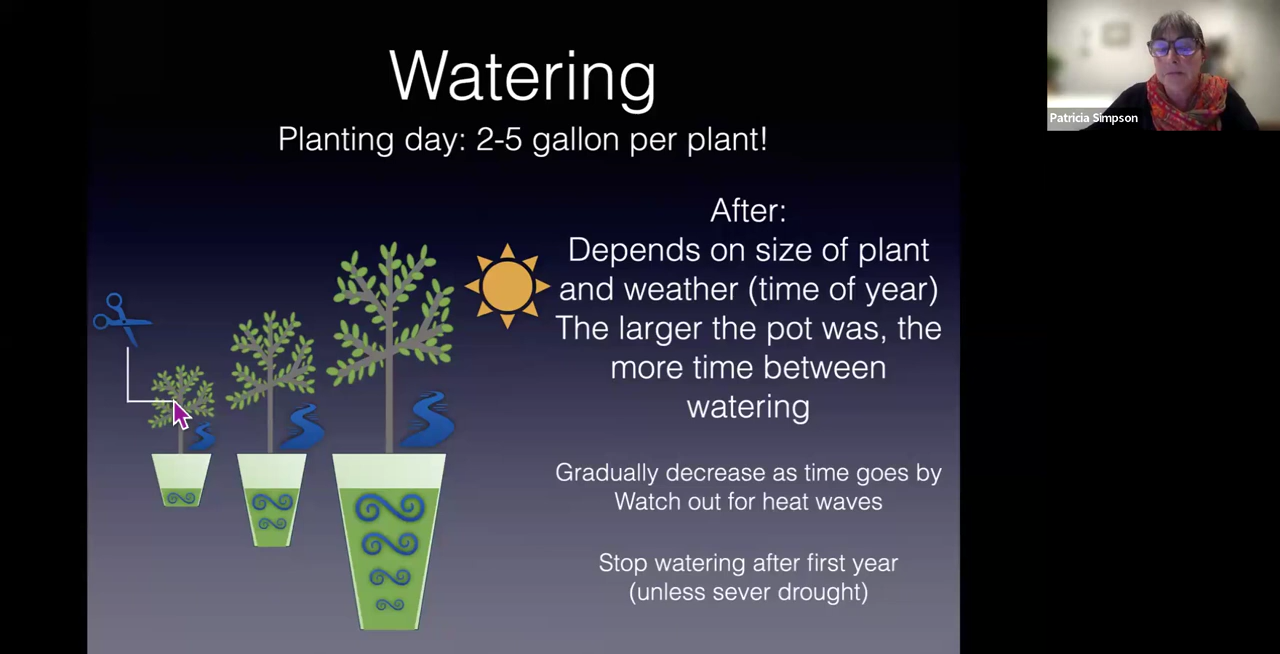 Watering
Planting day: 2-5 gallon per plant!
After:
Depends on size of plant
and weather (time of year)
The larger the pot was, the
more time between
watering
Gradually decrease as time goes by
Watch out for heat waves
Stop watering after first year
(unless sever drought)
Patricia Simpson